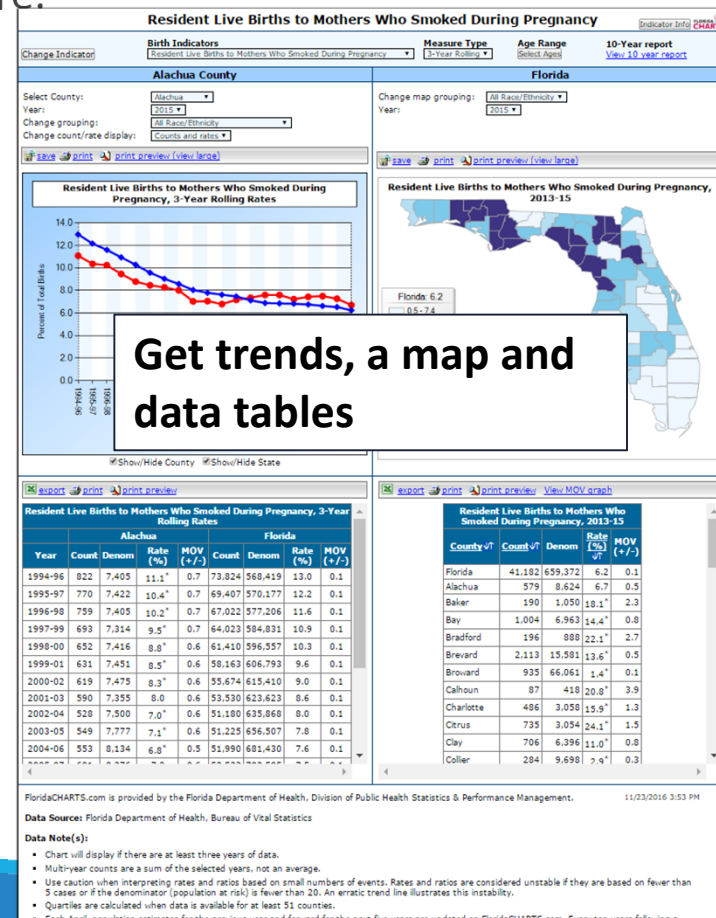 Resident Live Births to Mothers Who Smoked During Pregnancy
Indicator Info
Change Indicator
Birth Indicators
Resident Live Births to Mothers Who Smoked During Pregnancy
Measure Type
3-Year Rolling
Age Range
Select Ages
10-Year report
View 10 year report
Alachua County
Select County: Alachua
Year: 2015
Change grouping: All Race/Ethnicity
Change count/rate display: Counts and rates
save print print preview (view large)
Resident Live Births to Mothers Who Smoked During
Pregnancy, 3-Year Rolling Rates
Percent of Total Births
14.0
12.0
10.0
8.0
6.0
4.0
2.0
0.0
1994-96
1995-97
1996-98
Show/Hide County Show/Hide State
Florida
Change map grouping: All Race/Ethnicity
Year: 2015
save print print preview (view large)
Resident Live Births to Mothers Who Smoked During Pregnancy,
2013-15
Florida: 6.2
0.5 - 7.4
Get trends, a map and
data tables
export print print preview
Resident Live Births to Mothers Who Smoked During Pregnancy, 3-Year
Rolling Rates
Alachua Florida
Year Count Denom Rate (%) MOV (+/-) Count Denom Rate (%) MOV (+/-)
1994-96 822 7,405 11.1* 0.7 73,824 568,419 13.0 0.1
1995-97 770 7,422 10.4* 0.7 69,407 570,177 12.2 0.1
1996-98 759 7,405 10.2* 0.7 67,022 577,206 11.6 0.1
1997-99 693 7,314 9.5* 0.7 64,023 584,831 10.9 0.1
1998-00 652 7,416 8.8* 0.6 61,410 596,557 10.3 0.1
1999-01 631 7,451 8.5* 0.6 58,163 606,793 9.6 0.1
2000-02 619 7,475 8.3* 0.6 55,674 615,410 9.0 0.1
2001-03 590 7,355 8.0 0.6 53,530 623,623 8.6 0.1
2002-04 528 7,500 7.0* 0.6 51,180 635,868 8.0 0.1
2003-05 549 7,777 7.1* 0.6 51,225 656,507 7.8 0.1
2004-06 553 8,134 6.8* 0.5 51,990 681,430 7.6 0.1
export print print preview View MOV graph
Resident Live Births to Mothers Who
Smoked During Pregnancy, 2013-15
County Count Denom Rate (%) MOV (+/-)
Florida 41,182 659,372 6.2 0.1
Alachua 579 8,624 6.7 0.5
Baker 190 1,050 18.1* 2.3
Bay 1,004 6,963 14.4* 0.8
Bradford 196 888 22.1* 2.7
Brevard 2,113 15,581 13.6* 0.5
Broward 935 66,061 1.4* 0.1
Calhoun 87 418 20.8* 3.9
Charlotte 486 3,058 15.9* 1.3
Citrus 735 3,054 24.1* 1.5
Clay 706 6,396 11.0* 0.8
Collier 284 9,698 2.9* 0.3
FloridaCHARTS.com is provided by the Florida Department of Health, Division of Public Health Statistics & Performance Management. 11/23/2016 3:53 PM
Data Source: Florida Department of Health, Bureau of Vital Statistics
Data Note(s):
Chart will display if there are at least three years of data.
Multi-year counts are a sum of the selected years, not an average.
Use caution when interpreting rates and ratios based on small numbers of events. Rates and ratios are considered unstable if they are based on fewer than
5 cases or if the denominator (population at risk) is fewer than 20. An erratic trend line illustrates this instability.
Quartiles are calculated when data is available for at least 51 counties.